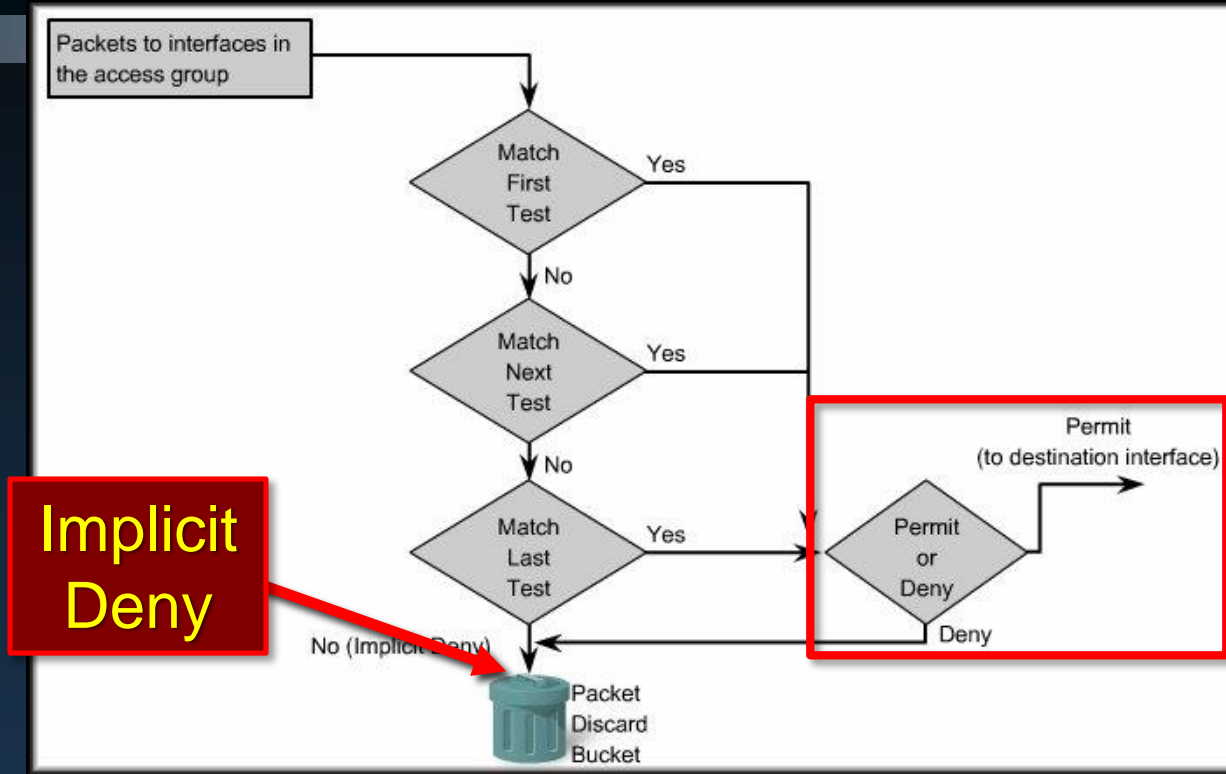 Packets to interfaces in
the access group
Match
First
Test
Yes
No
Match
Next
Test
Yes
No
Match
Last
Test
Yes
Permit
(to destination interface)
Permit
or
Deny
Deny
Implicit
Deny
No (Implicit Deny)
Packet
Discard
Bucket